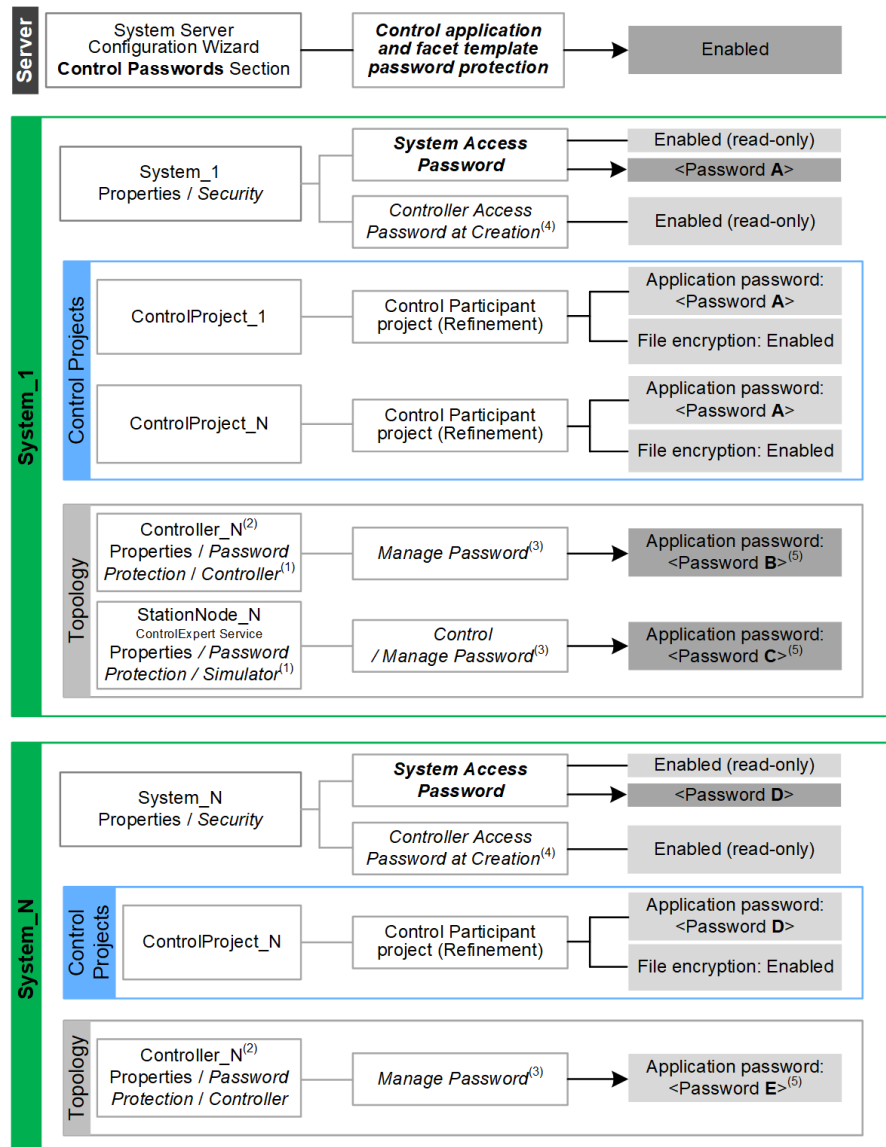 Server
System Server
Configuration Wizard
Control Passwords Section
Control application
and facet template
password protection
Enabled
System_1
System_1
Properties / Security
System Access
Password
Enabled (read-only)
<Password A>
Controller Access
Password at Creation(4)
Enabled (read-only)
Control Projects
ControlProject_1
Control Participant
project (Refinement)
Application password:
<Password A>
File encryption: Enabled
ControlProject_N
Control Participant
project (Refinement)
Application password:
<Password A>
File encryption: Enabled
Topology
Controller_N(2)
Properties / Password
Protection / Controller(1)
Manage Password(3)
Application password:
<Password B>(5)
StationNode_N
ControlExpert Service
Properties / Password
Protection / Simulator(1)
Control
/ Manage Password(3)
Application password:
<Password C>(5)
System_N
System_N
Properties / Security
System Access
Password
Enabled (read-only)
<Password D>
Controller Access
Password at Creation(4)
Enabled (read-only)
Control
Projects
ControlProject_N
Control Participant
project (Refinement)
Application password:
<Password D>
File encryption: Enabled
Topology
Controller_N(2)
Properties / Password
Protection / Controller
Manage Password(3)
Application password:
<Password E>(5)